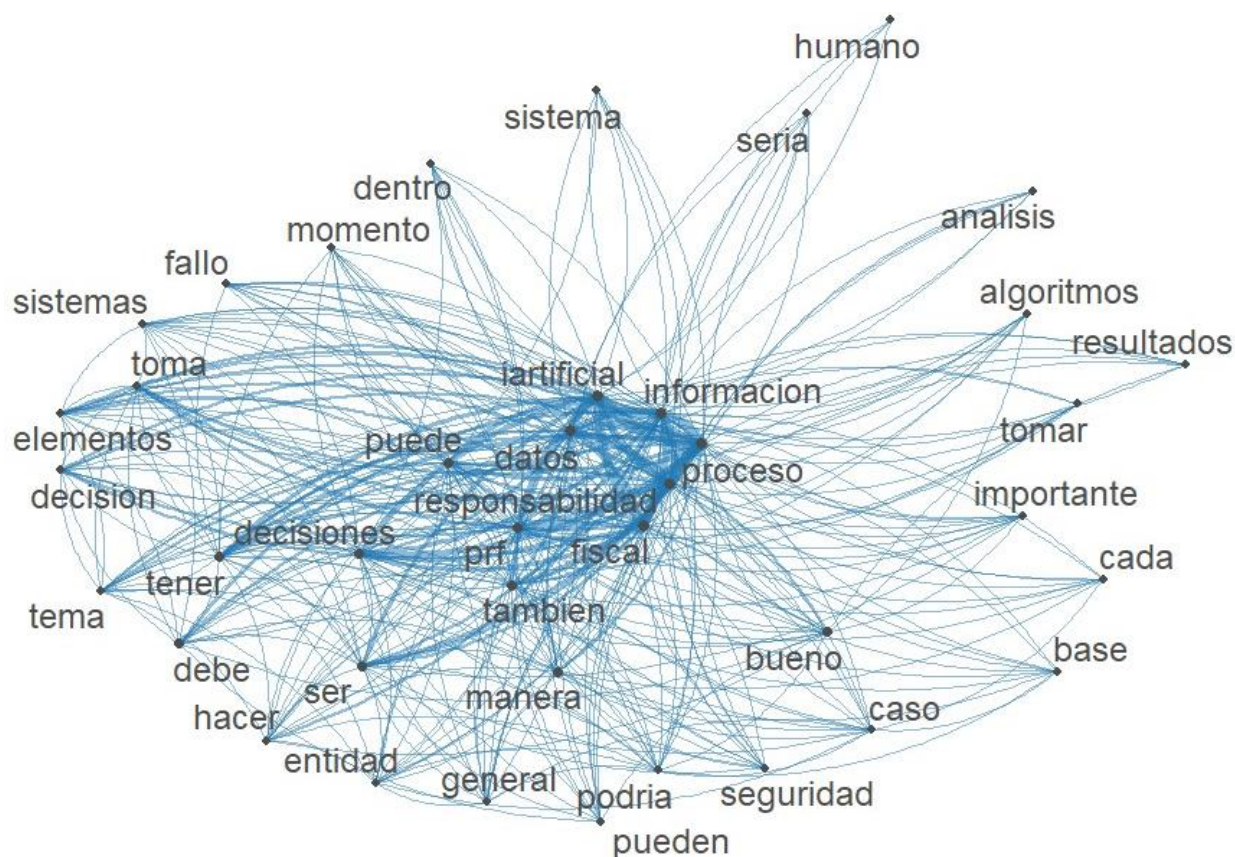 humano
sistema
seria
dentro
analisis
momento
fallo
algoritmos
sistemas
resultados
toma
iartificial
informacion
elementos
puede
datos
tomar
proceso
decision
responsabilidad
importante
decisiones
prf
fiscal
tener
cada
tema
tambien
debe
bueno
base
ser
manera
hacer
caso
entidad
general
podria
seguridad
pueden